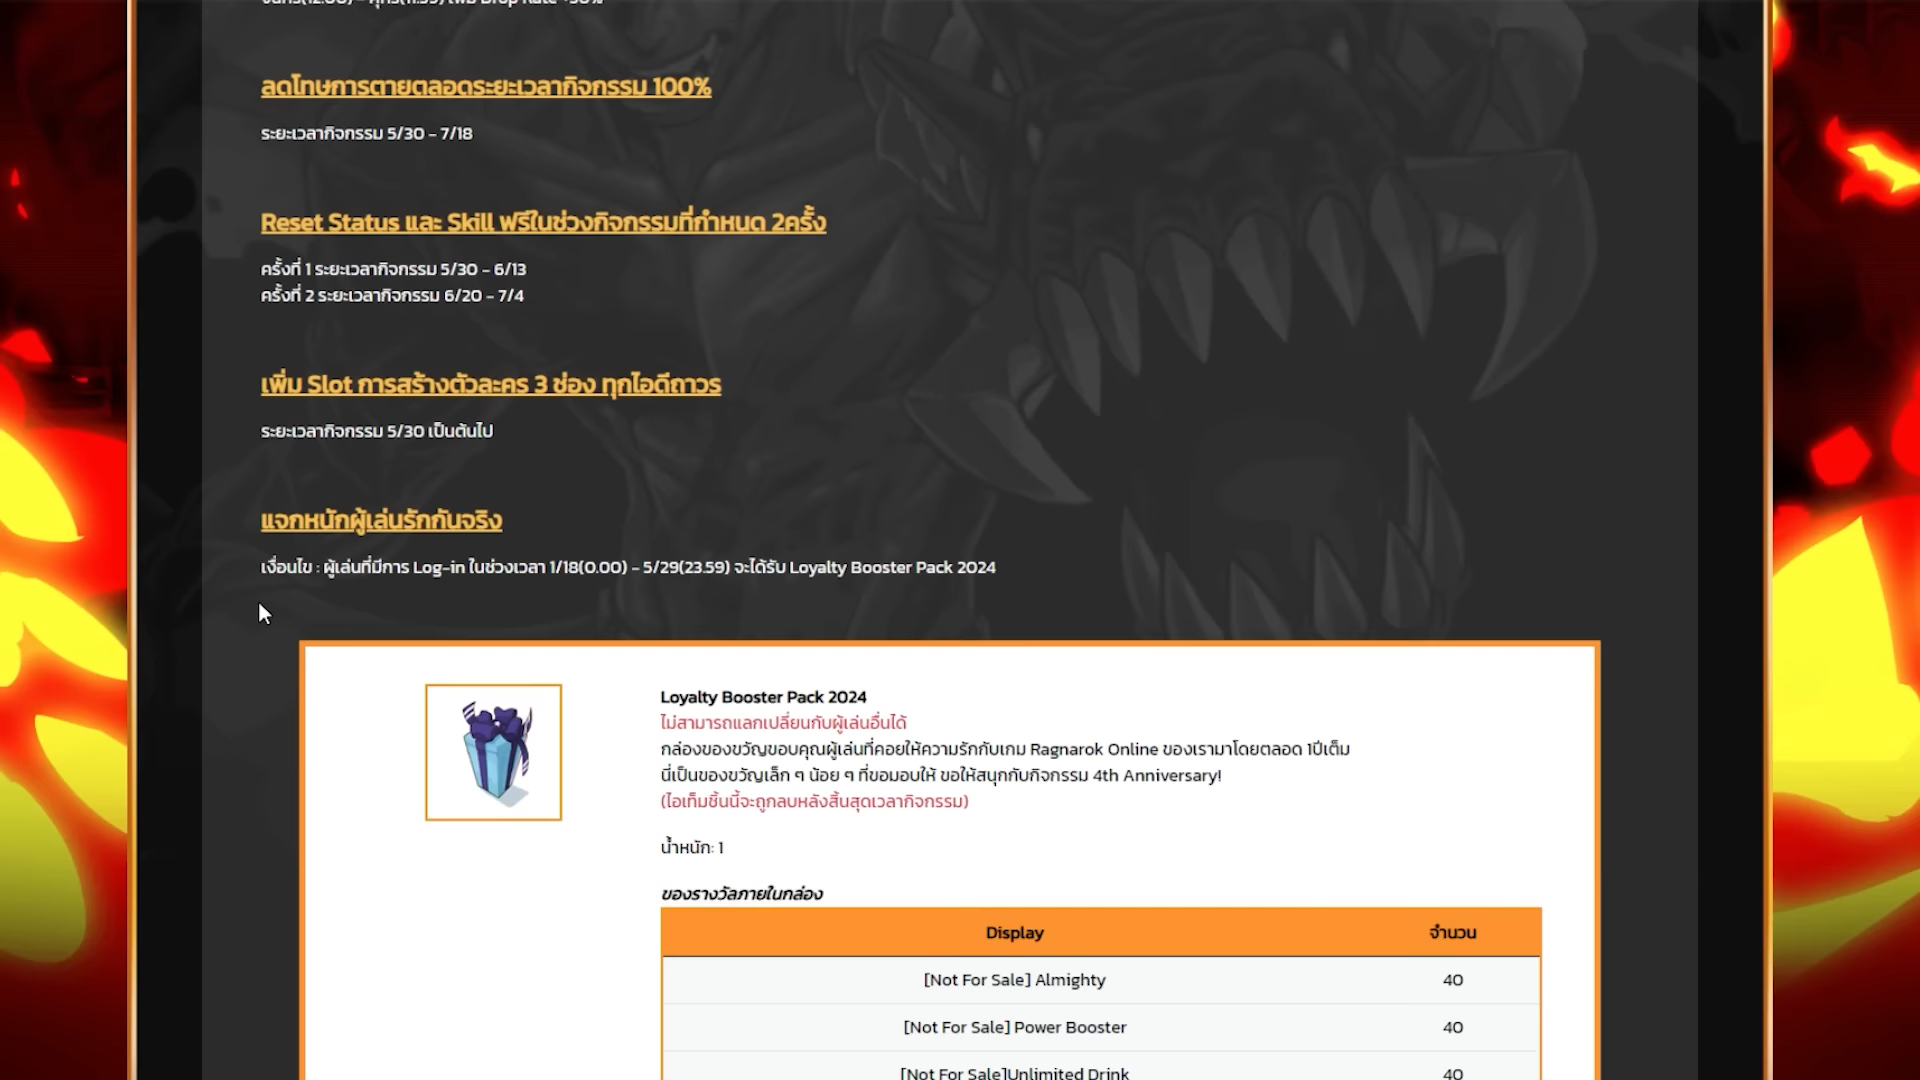 ลดโทษการตายตลอดระยะเวลากิจกรรม 100%
ระยะเวลากิจกรรม 5/30 - 7/18
Reset Status และ Skill ฟรีในช่วงกิจกรรมที่กำหนด 2ครั้ง
ครั้งที่ 1 ระยะเวลากิจกรรม 5/30 - 6/13
ครั้งที่ 2 ระยะเวลากิจกรรม 6/20 - 7/4
เพิ่ม Slot การสร้างตัวละคร 3 ช่อง ทุกไอดีถาวร
ระยะเวลากิจกรรม 5/30 เป็นต้นไป
แจกหนักผู้เล่นรักกันจริง
เงื่อนไข : ผู้เล่นที่มีการ Log-in ในช่วงเวลา 1/18(0.00) - 5/29(23.59) จะได้รับ Loyalty Booster Pack 2024
Loyalty Booster Pack 2024
ไม่สามารถแลกเปลี่ยนกับผู้เล่นอื่นได้
กล่องของขวัญขอบคุณผู้เล่นที่คอยให้ความรักกับเกม Ragnarok Online ของเรามาโดยตลอด 1ปีเต็ม
นี่เป็นของขวัญเล็ก ๆ น้อย ๆ ที่ขอมอบให้ ขอให้สนุกกับกิจกรรม 4th Anniversary!
(ไอเท็มชิ้นนี้จะถูกลบหลังสิ้นสุดเวลากิจกรรม)
น้ำหนัก: 1
ของรางวัลภายในกล่อง
Display จำนวน
[Not For Sale] Almighty 40
[Not For Sale] Power Booster 40
[Not For Sale]Unlimited Drink 40